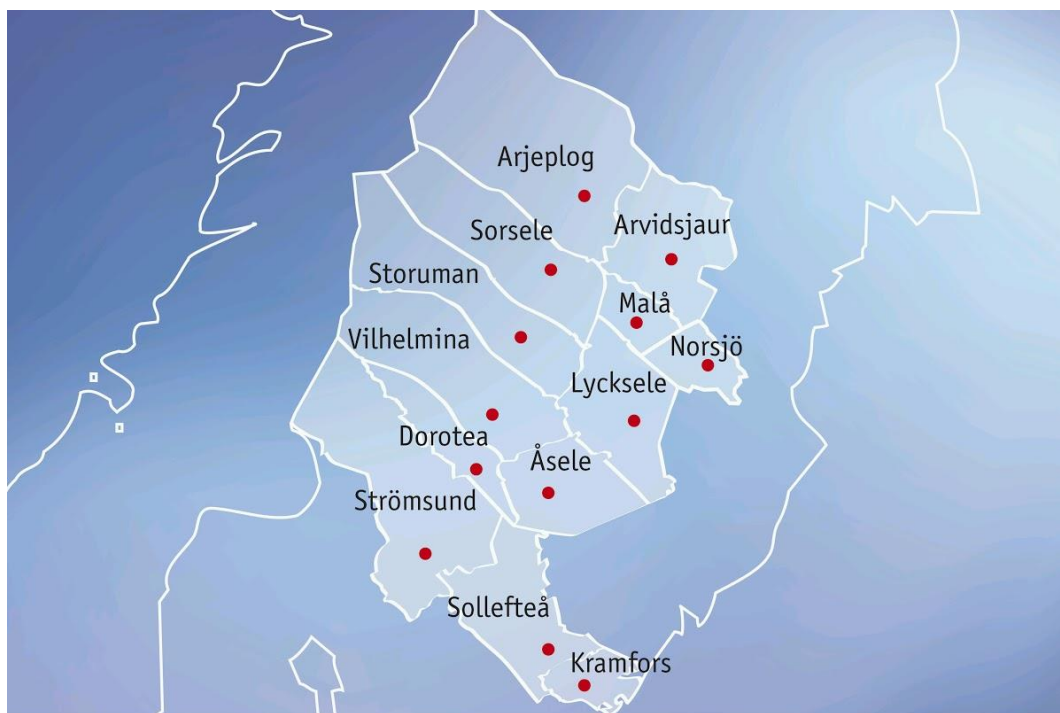 Arjeplog
Sorsele
Arvidsjaur
Storuman
Malå
Vilhelmina
Norsjö
Lycksele
Dorotea
Åsele
Strömsund
Sollefteå
Kramfors